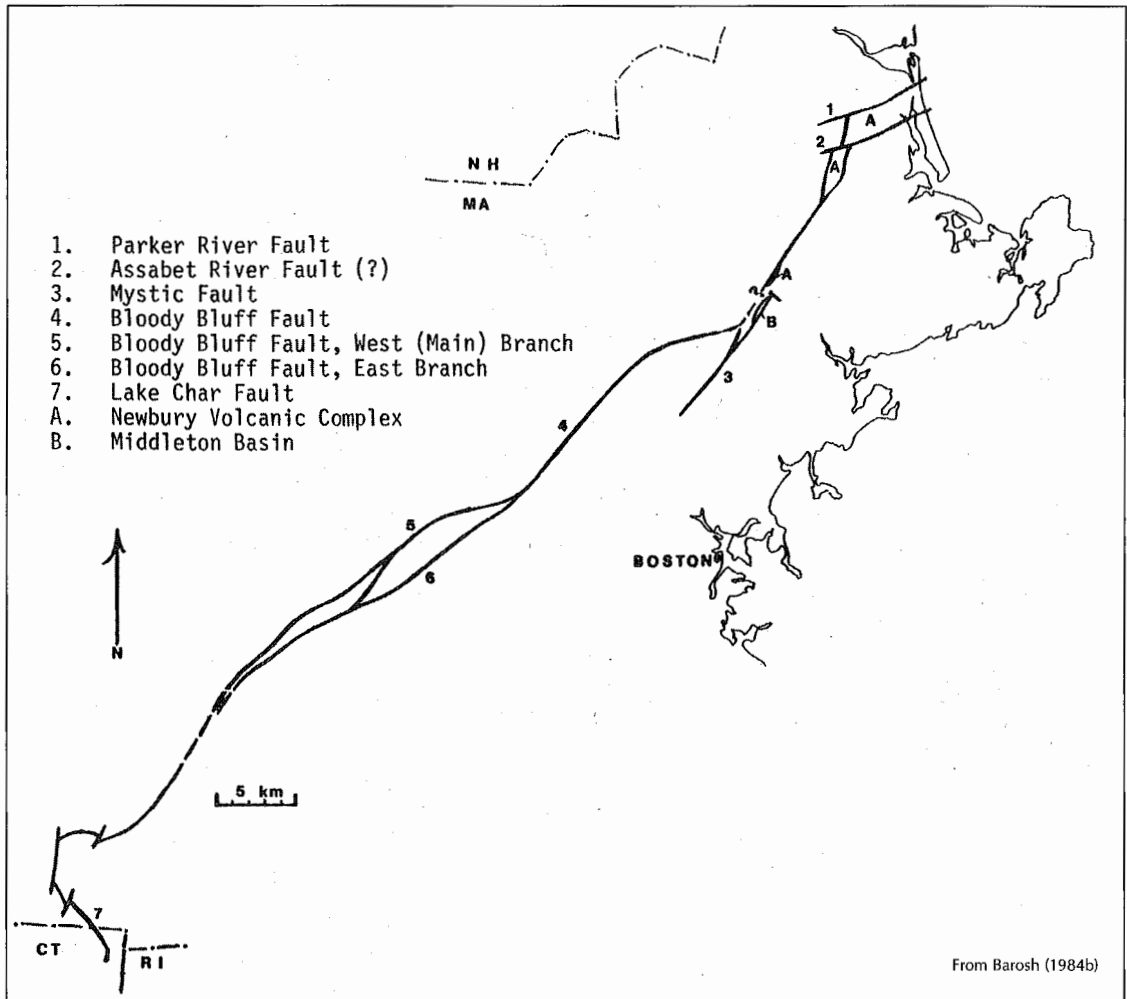 1
A
2
A
N H
MA
1. Parker River Fault
2. Assabet River Fault (?)
3. Mystic Fault
4. Bloody Bluff Fault
5. Bloody Bluff Fault, West (Main) Branch
6. Bloody Bluff Fault, East Branch
7. Lake Char Fault
A. Newbury Volcanic Complex
B. Middleton Basin
A
?
B
3
4
5
6
BOSTON
N
5 km
7
CT
R I
From Barosh (1984b)